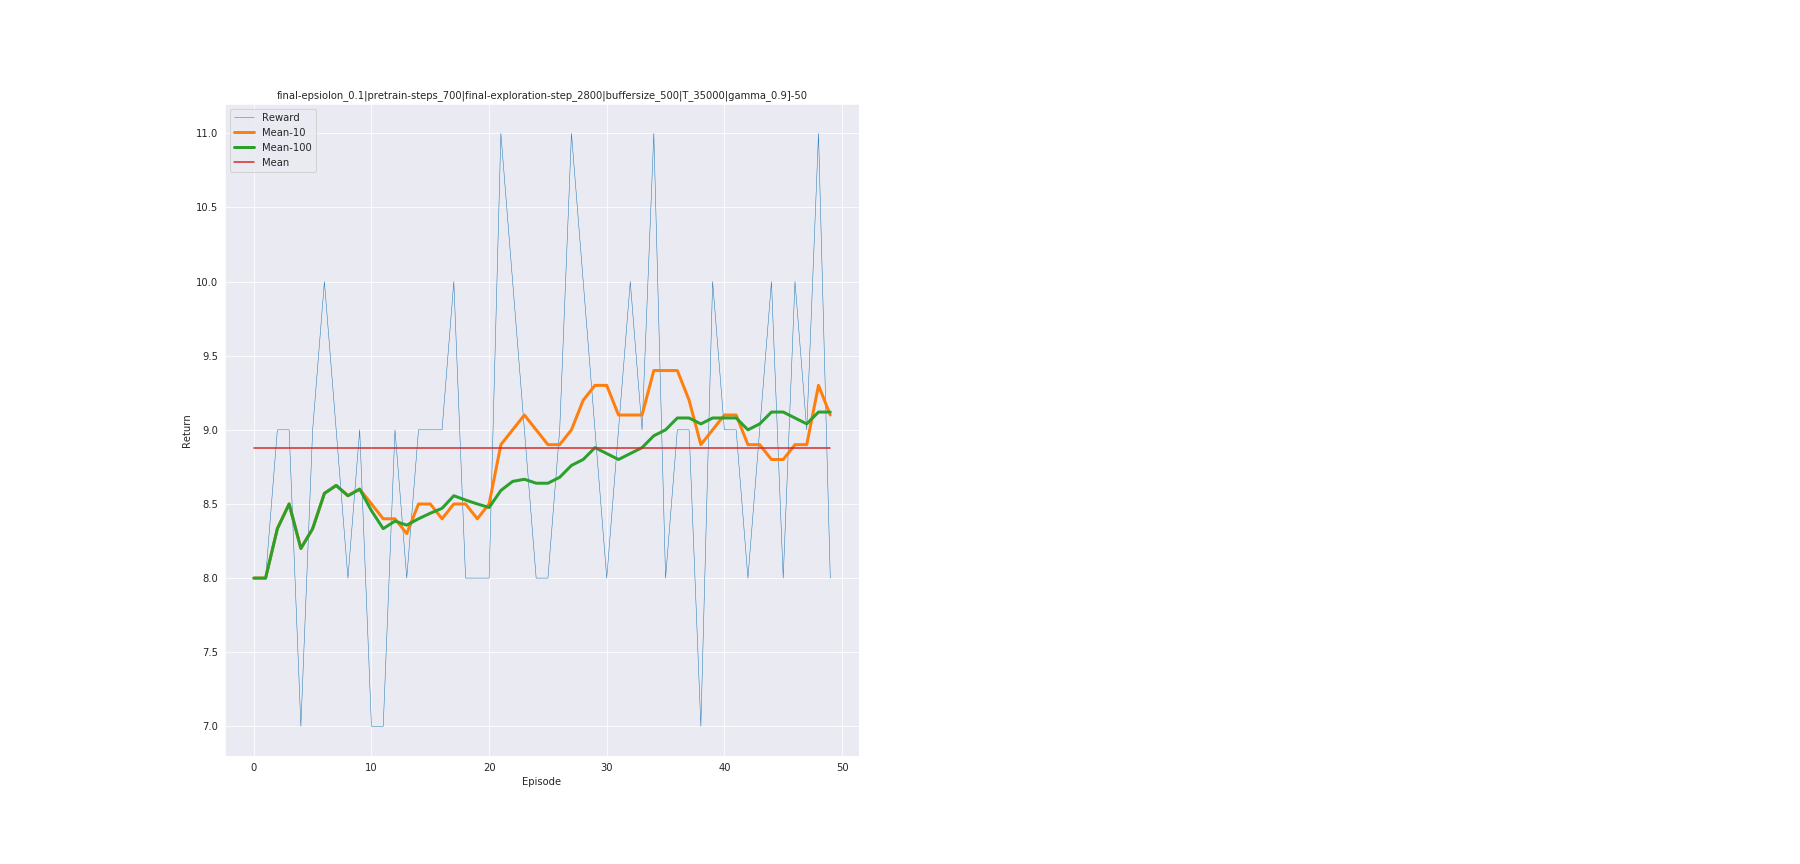 final-epsiolon_0.1|pretrain-steps_700|final-exploration-step_2800|buffersize_500|T_35000|gamma_0.9]-50
Reward
Mean-10
Mean-100
Mean
11.0
10.5
10.0
9.5
9.0
8.5
8.0
7.5
7.0
Return
0 10 20 30 40 50
Episode